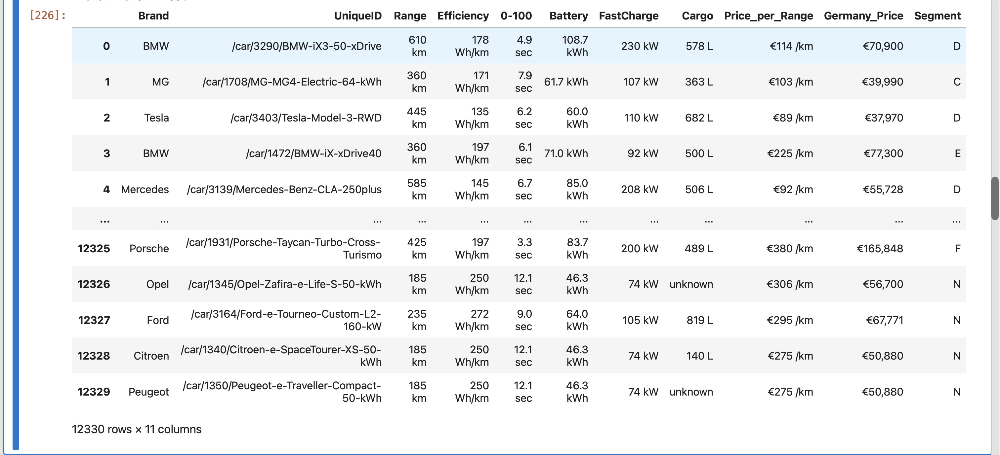 [226]:
Brand UniqueID Range Efficiency 0-100 Battery FastCharge Cargo Price_per_Range Germany_Price Segment
0 BMW /car/3290/BMW-iX3-50-xDrive 610 km 178 Wh/km 4.9 sec 108.7 kWh 230 kW 578 L €114 /km €70,900 D
1 MG /car/1708/MG-MG4-Electric-64-kWh 360 km 171 Wh/km 7.9 sec 61.7 kWh 107 kW 363 L €103 /km €39,990 C
2 Tesla /car/3403/Tesla-Model-3-RWD 445 km 135 Wh/km 6.2 sec 60.0 kWh 110 kW 682 L €89 /km €37,970 D
3 BMW /car/1472/BMW-iX-xDrive40 360 km 197 Wh/km 6.1 sec 71.0 kWh 92 kW 500 L €225 /km €77,300 E
4 Mercedes /car/3139/Mercedes-Benz-CLA-250plus 585 km 145 Wh/km 6.7 sec 85.0 kWh 208 kW 506 L €92 /km €55,728 D
... ... ... ... ... ... ... ... ... ... ... ...
12325 Porsche /car/1931/Porsche-Taycan-Turbo-Cross-Turismo 425 km 197 Wh/km 3.3 sec 83.7 kWh 200 kW 489 L €380 /km €165,848 F
12326 Opel /car/1345/Opel-Zafira-e-Life-S-50-kWh 185 km 250 Wh/km 12.1 sec 46.3 kWh 74 kW unknown €306 /km €56,700 N
12327 Ford /car/3164/Ford-e-Tourneo-Custom-L2-160-kW 235 km 272 Wh/km 9.0 sec 64.0 kWh 105 kW 819 L €295 /km €67,771 N
12328 Citroen /car/1340/Citroen-e-SpaceTourer-XS-50-kWh 185 km 250 Wh/km 12.1 sec 46.3 kWh 74 kW 140 L €275 /km €50,880 N
12329 Peugeot /car/1350/Peugeot-e-Traveller-Compact-50-kWh 185 km 250 Wh/km 12.1 sec 46.3 kWh 74 kW unknown €275 /km €50,880 N
12330 rows × 11 columns